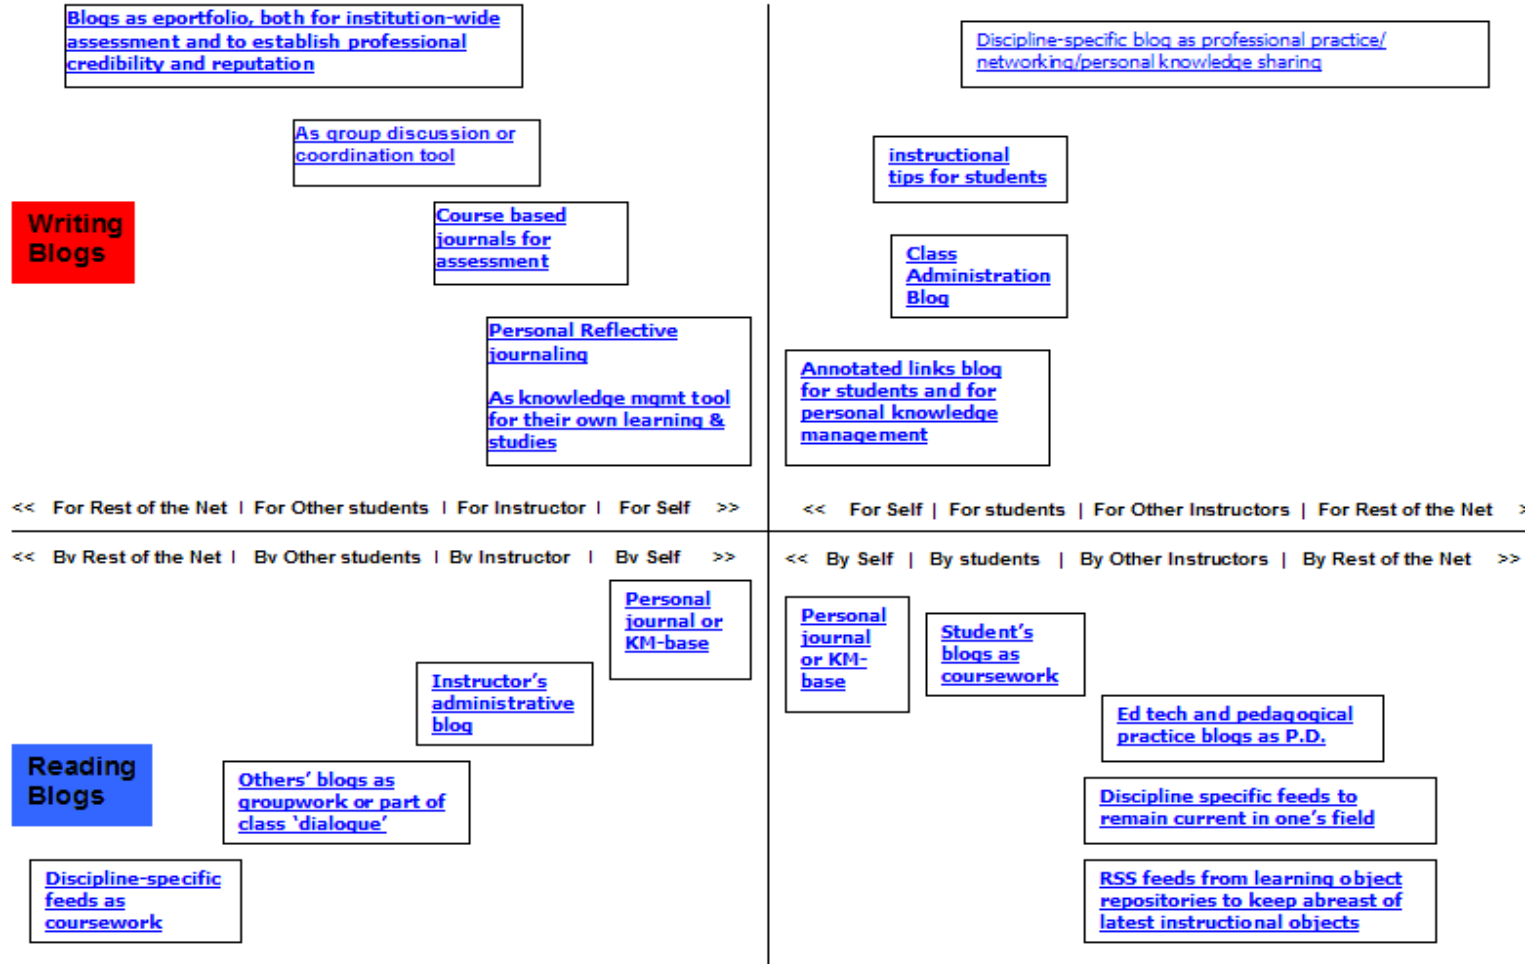 Blogs as eportfolio, both for institution-wide
assessment and to establish professional
credibility and reputation
Discipline-specific blog as professional practice/
networking/personal knowledge sharing
As group discussion or
coordination tool
instructional
tips for students
Writing
Blogs
Course based
journals for
assessment
Class
Administration
Blog
Personal Reflective
journaling
As knowledge mgmt tool
for their own learning &
studies
Annotated links blog
for students and for
personal knowledge
management
<< For Rest of the Net | For Other students | For Instructor | For Self >>
<< For Self | For students | For Other Instructors | For Rest of the Net >
<< By Rest of the Net | By Other students | By Instructor | By Self >>
<< By Self | By students | By Other Instructors | By Rest of the Net >>
Personal
journal or
KM-base
Personal
journal
or KM-
base
Student’s
blogs as
coursework
Instructor’s
administrative
blog
Ed tech and pedagogical
practice blogs as P.D.
Reading
Blogs
Others’ blogs as
groupwork or part of
class ‘dialogue’
Discipline specific feeds to
remain current in one’s field
Discipline-specific
feeds as
coursework
RSS feeds from learning object
repositories to keep abreast of
latest instructional objects